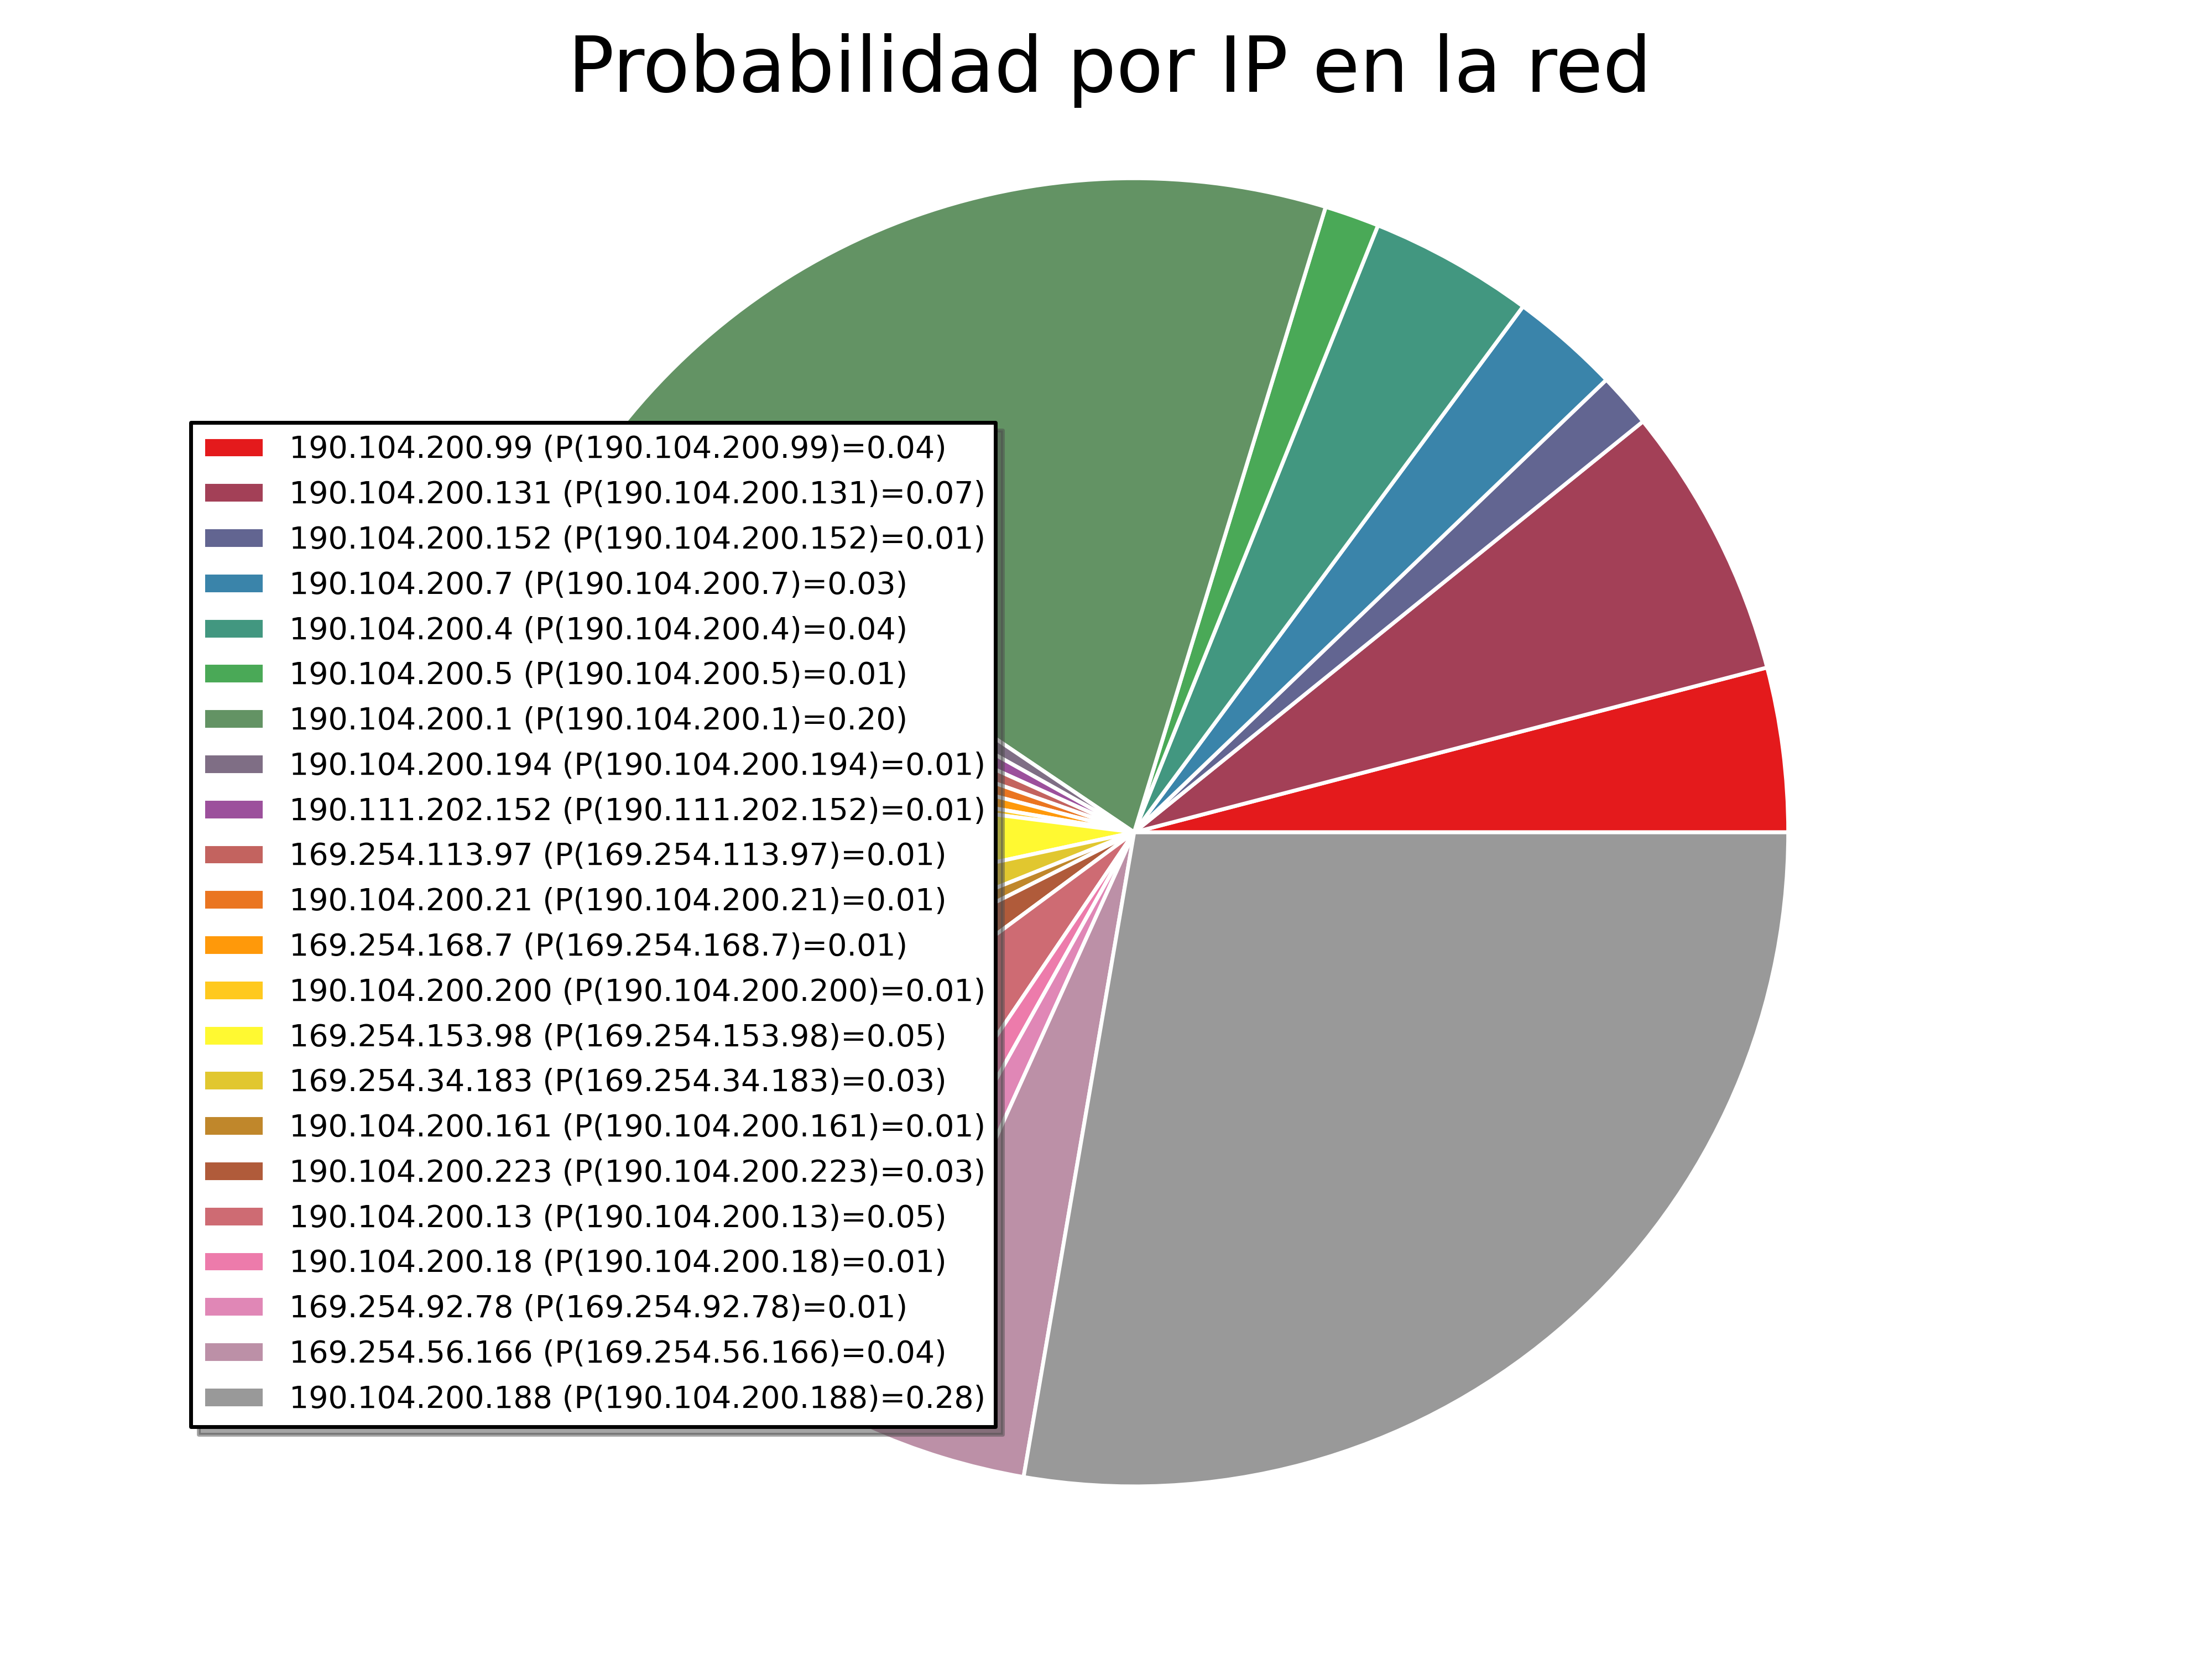 Probabilidad por IP en la red
190.104.200.99 (P(190.104.200.99)=0.04)
190.104.200.131 (P(190.104.200.131)=0.07)
190.104.200.152 (P(190.104.200.152)=0.01)
190.104.200.7 (P(190.104.200.7)=0.03)
190.104.200.4 (P(190.104.200.4)=0.04)
190.104.200.5 (P(190.104.200.5)=0.01)
190.104.200.1 (P(190.104.200.1)=0.20)
190.104.200.194 (P(190.104.200.194)=0.01)
190.111.202.152 (P(190.111.202.152)=0.01)
169.254.113.97 (P(169.254.113.97)=0.01)
190.104.200.21 (P(190.104.200.21)=0.01)
169.254.168.7 (P(169.254.168.7)=0.01)
190.104.200.200 (P(190.104.200.200)=0.01)
169.254.153.98 (P(169.254.153.98)=0.05)
169.254.34.183 (P(169.254.34.183)=0.03)
190.104.200.161 (P(190.104.200.161)=0.01)
190.104.200.223 (P(190.104.200.223)=0.03)
190.104.200.13 (P(190.104.200.13)=0.05)
190.104.200.18 (P(190.104.200.18)=0.01)
169.254.92.78 (P(169.254.92.78)=0.01)
169.254.56.166 (P(169.254.56.166)=0.04)
190.104.200.188 (P(190.104.200.188)=0.28)